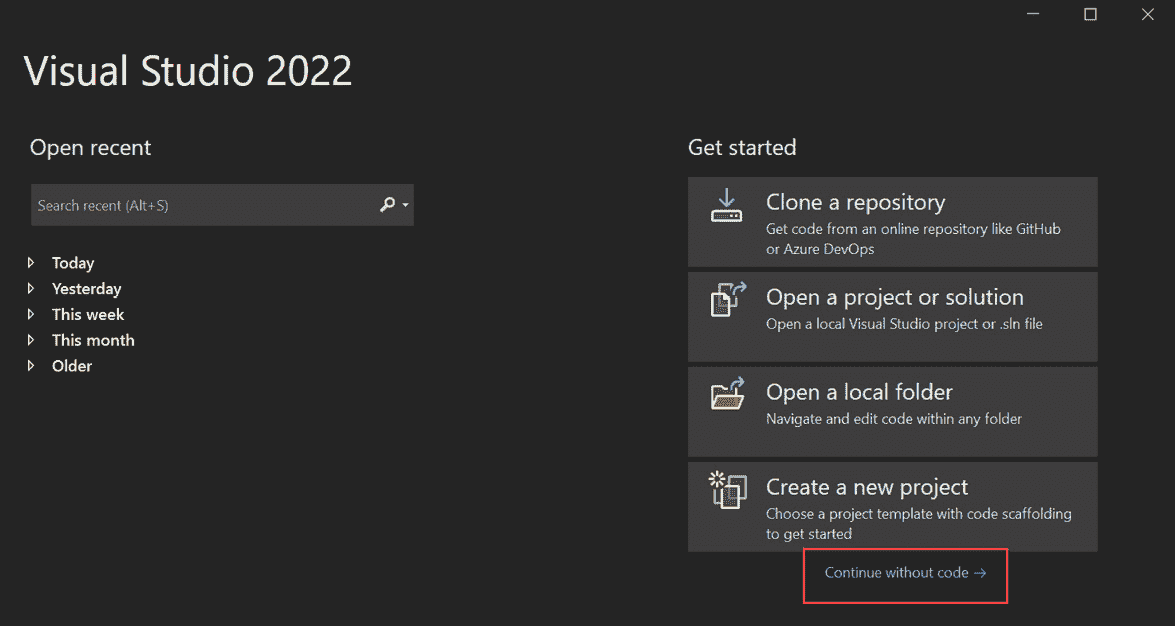 Visual Studio 2022
Open recent
Search recent (Alt+S)
Today
Yesterday
This week
This month
Older
Get started
Clone a repository
Get code from an online repository like GitHub
or Azure DevOps
Open a project or solution
Open a local Visual Studio project or .sln file
Open a local folder
Navigate and edit code within any folder
Create a new project
Choose a project template with code scaffolding
to get started
Continue without code →